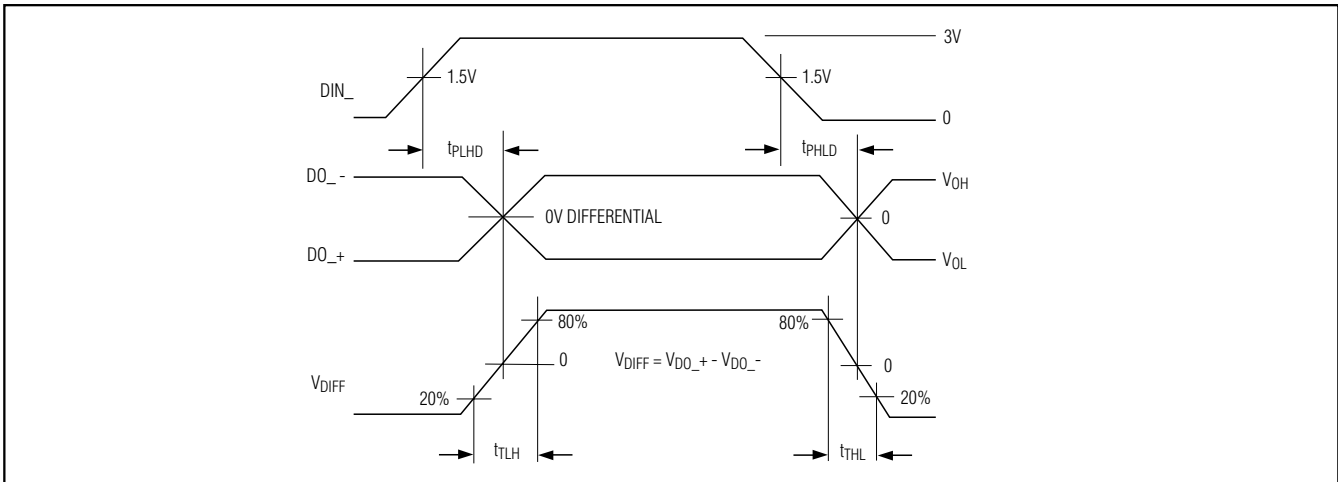 3V
1.5V
1.5V
DIN_
0
tPLHD
tPHLD
DO_ -
VOH
0V DIFFERENTIAL
0
DO_+
VOL
80%
80%
0
VDIFF = VDO_+ - VDO_-
0
VDIFF
20%
20%
tTLH
tTHL